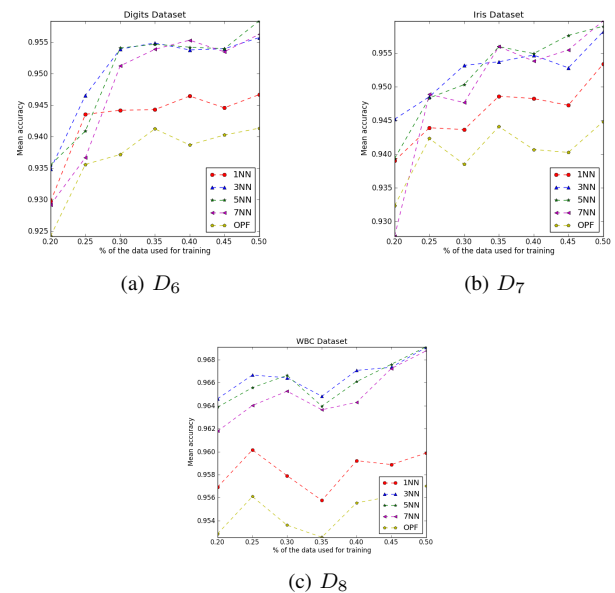 Digits Dataset
Mean accuracy
0.955
0.950
0.945
0.940
0.935
0.930
0.925
0.20 0.25 0.30 0.35 0.40 0.45 0.50
% of the data used for training
1NN
3NN
5NN
7NN
OPF
(a) D6
Iris Dataset
Mean accuracy
0.955
0.950
0.945
0.940
0.935
0.930
0.20 0.25 0.30 0.35 0.40 0.45 0.50
% of the data used for training
1NN
3NN
5NN
7NN
OPF
(b) D7
WBC Dataset
Mean accuracy
0.968
0.966
0.964
0.962
0.960
0.958
0.956
0.954
0.20 0.25 0.30 0.35 0.40 0.45 0.50
% of the data used for training
1NN
3NN
5NN
7NN
OPF
(c) D8